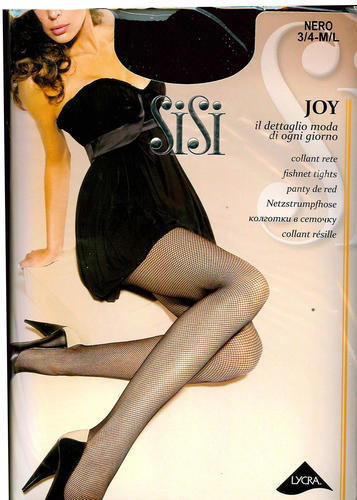 NERO
3/4-M/L
SiSi
JOY
il dettaglio moda
di ogni giorno
collant rete
fishnet tights
panty de red
Netzstrumpfhose
колготки в сеточку
collant résille
LYCRA.